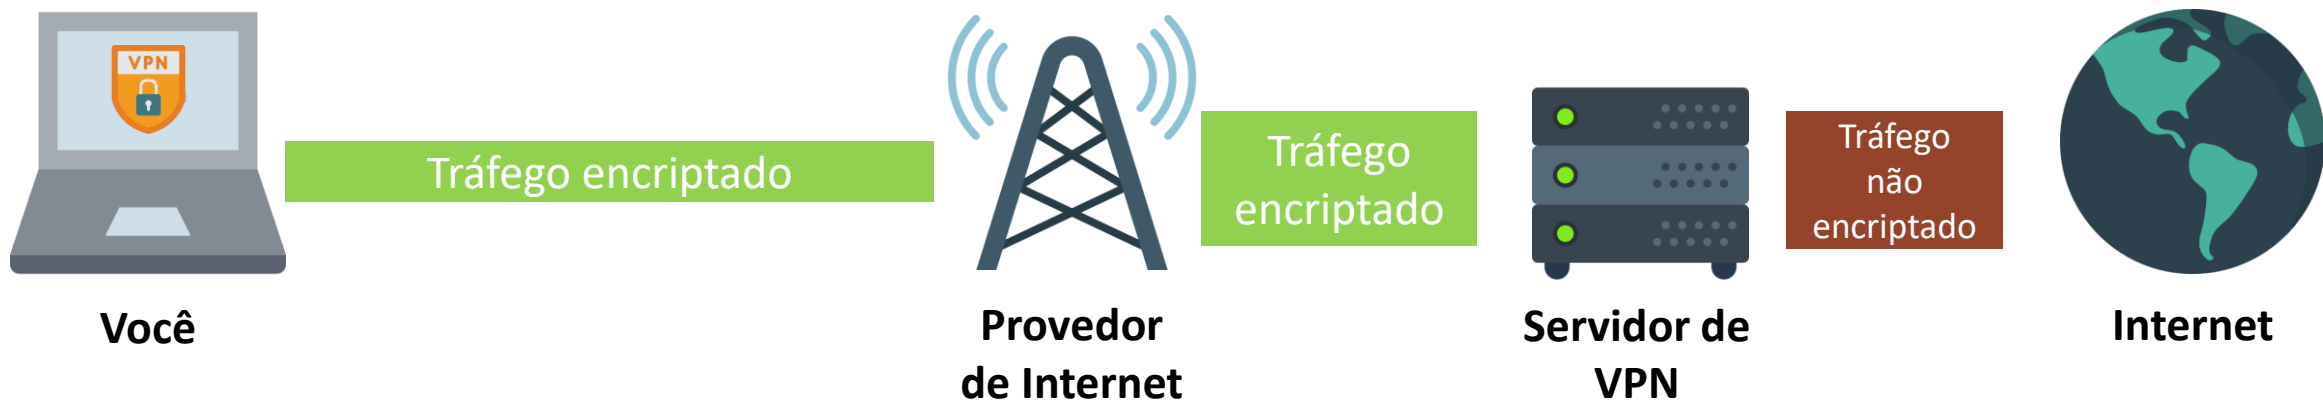 VPN
Tráfego encriptado
Tráfego
encriptado
Tráfego
não
encriptado
Você
Provedor
de Internet
Servidor de
VPN
Internet